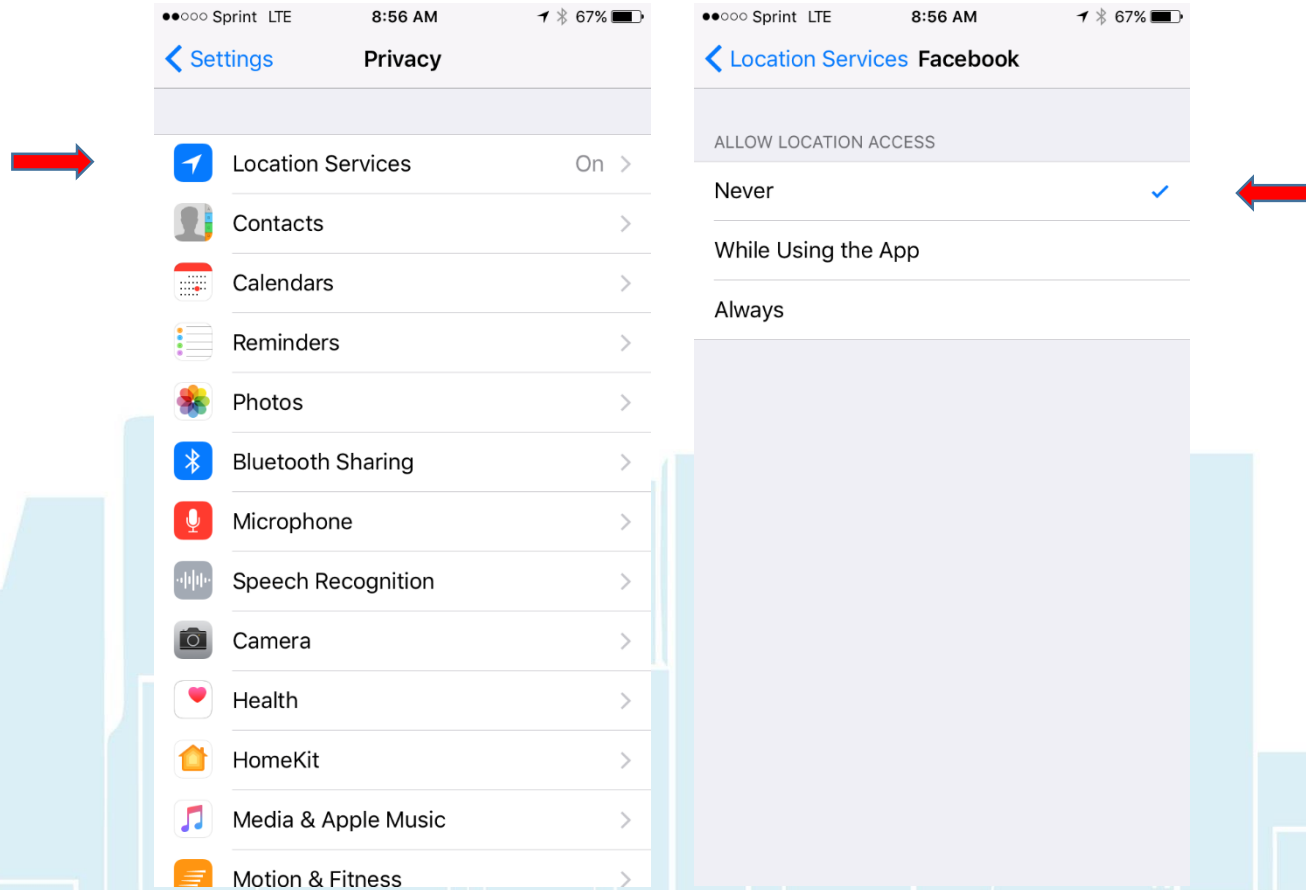 ●●○○○ Sprint LTE 8:56 AM 67%
Settings Privacy
Location Services On
Contacts
Calendars
Reminders
Photos
Bluetooth Sharing
Microphone
Speech Recognition
Camera
Health
HomeKit
Media & Apple Music
Motion & Fitness
●●○○○ Sprint LTE 8:56 AM 67%
Location Services Facebook
ALLOW LOCATION ACCESS
Never
While Using the App
Always